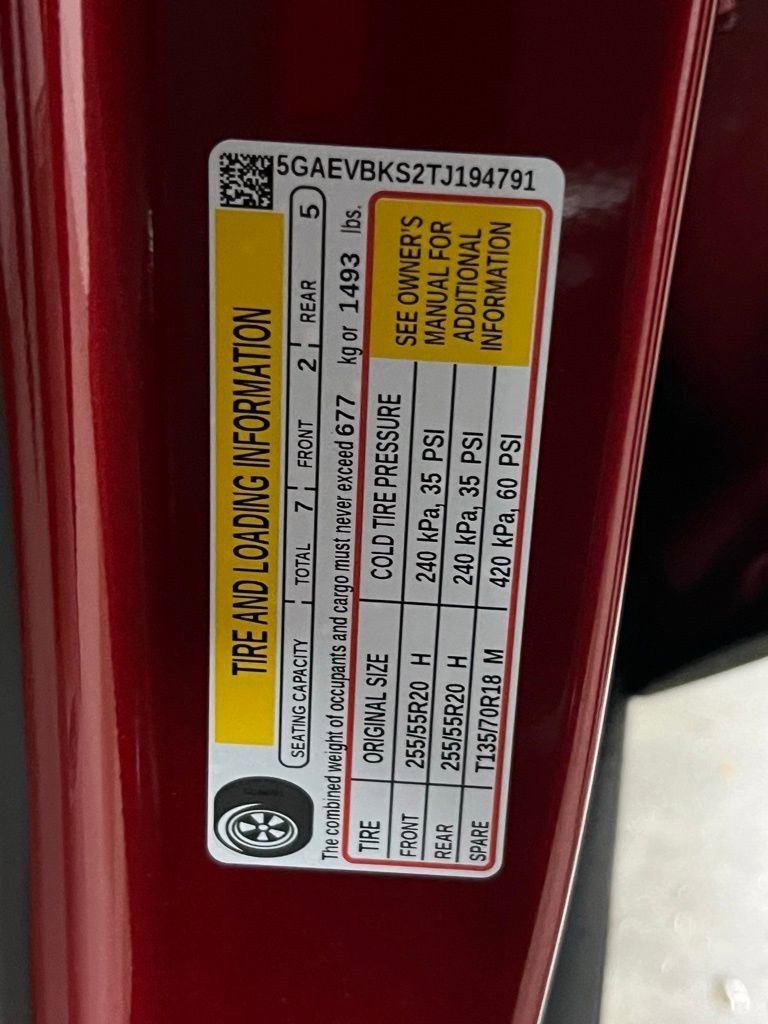 5GAEVBKS2TJ194791
TIRE AND LOADING INFORMATION
SEATING CAPACITY TOTAL 7 FRONT 2 REAR 5
The combined weight of occupants and cargo must never exceed 677 kg or 1493 lbs.
TIRE ORIGINAL SIZE COLD TIRE PRESSURE
FRONT 255/55R20 H 240 kPa, 35 PSI
REAR 255/55R20 H 240 kPa, 35 PSI
SPARE T135/70R18 M 420 kPa, 60 PSI
SEE OWNER'S
MANUAL FOR
ADDITIONAL
INFORMATION